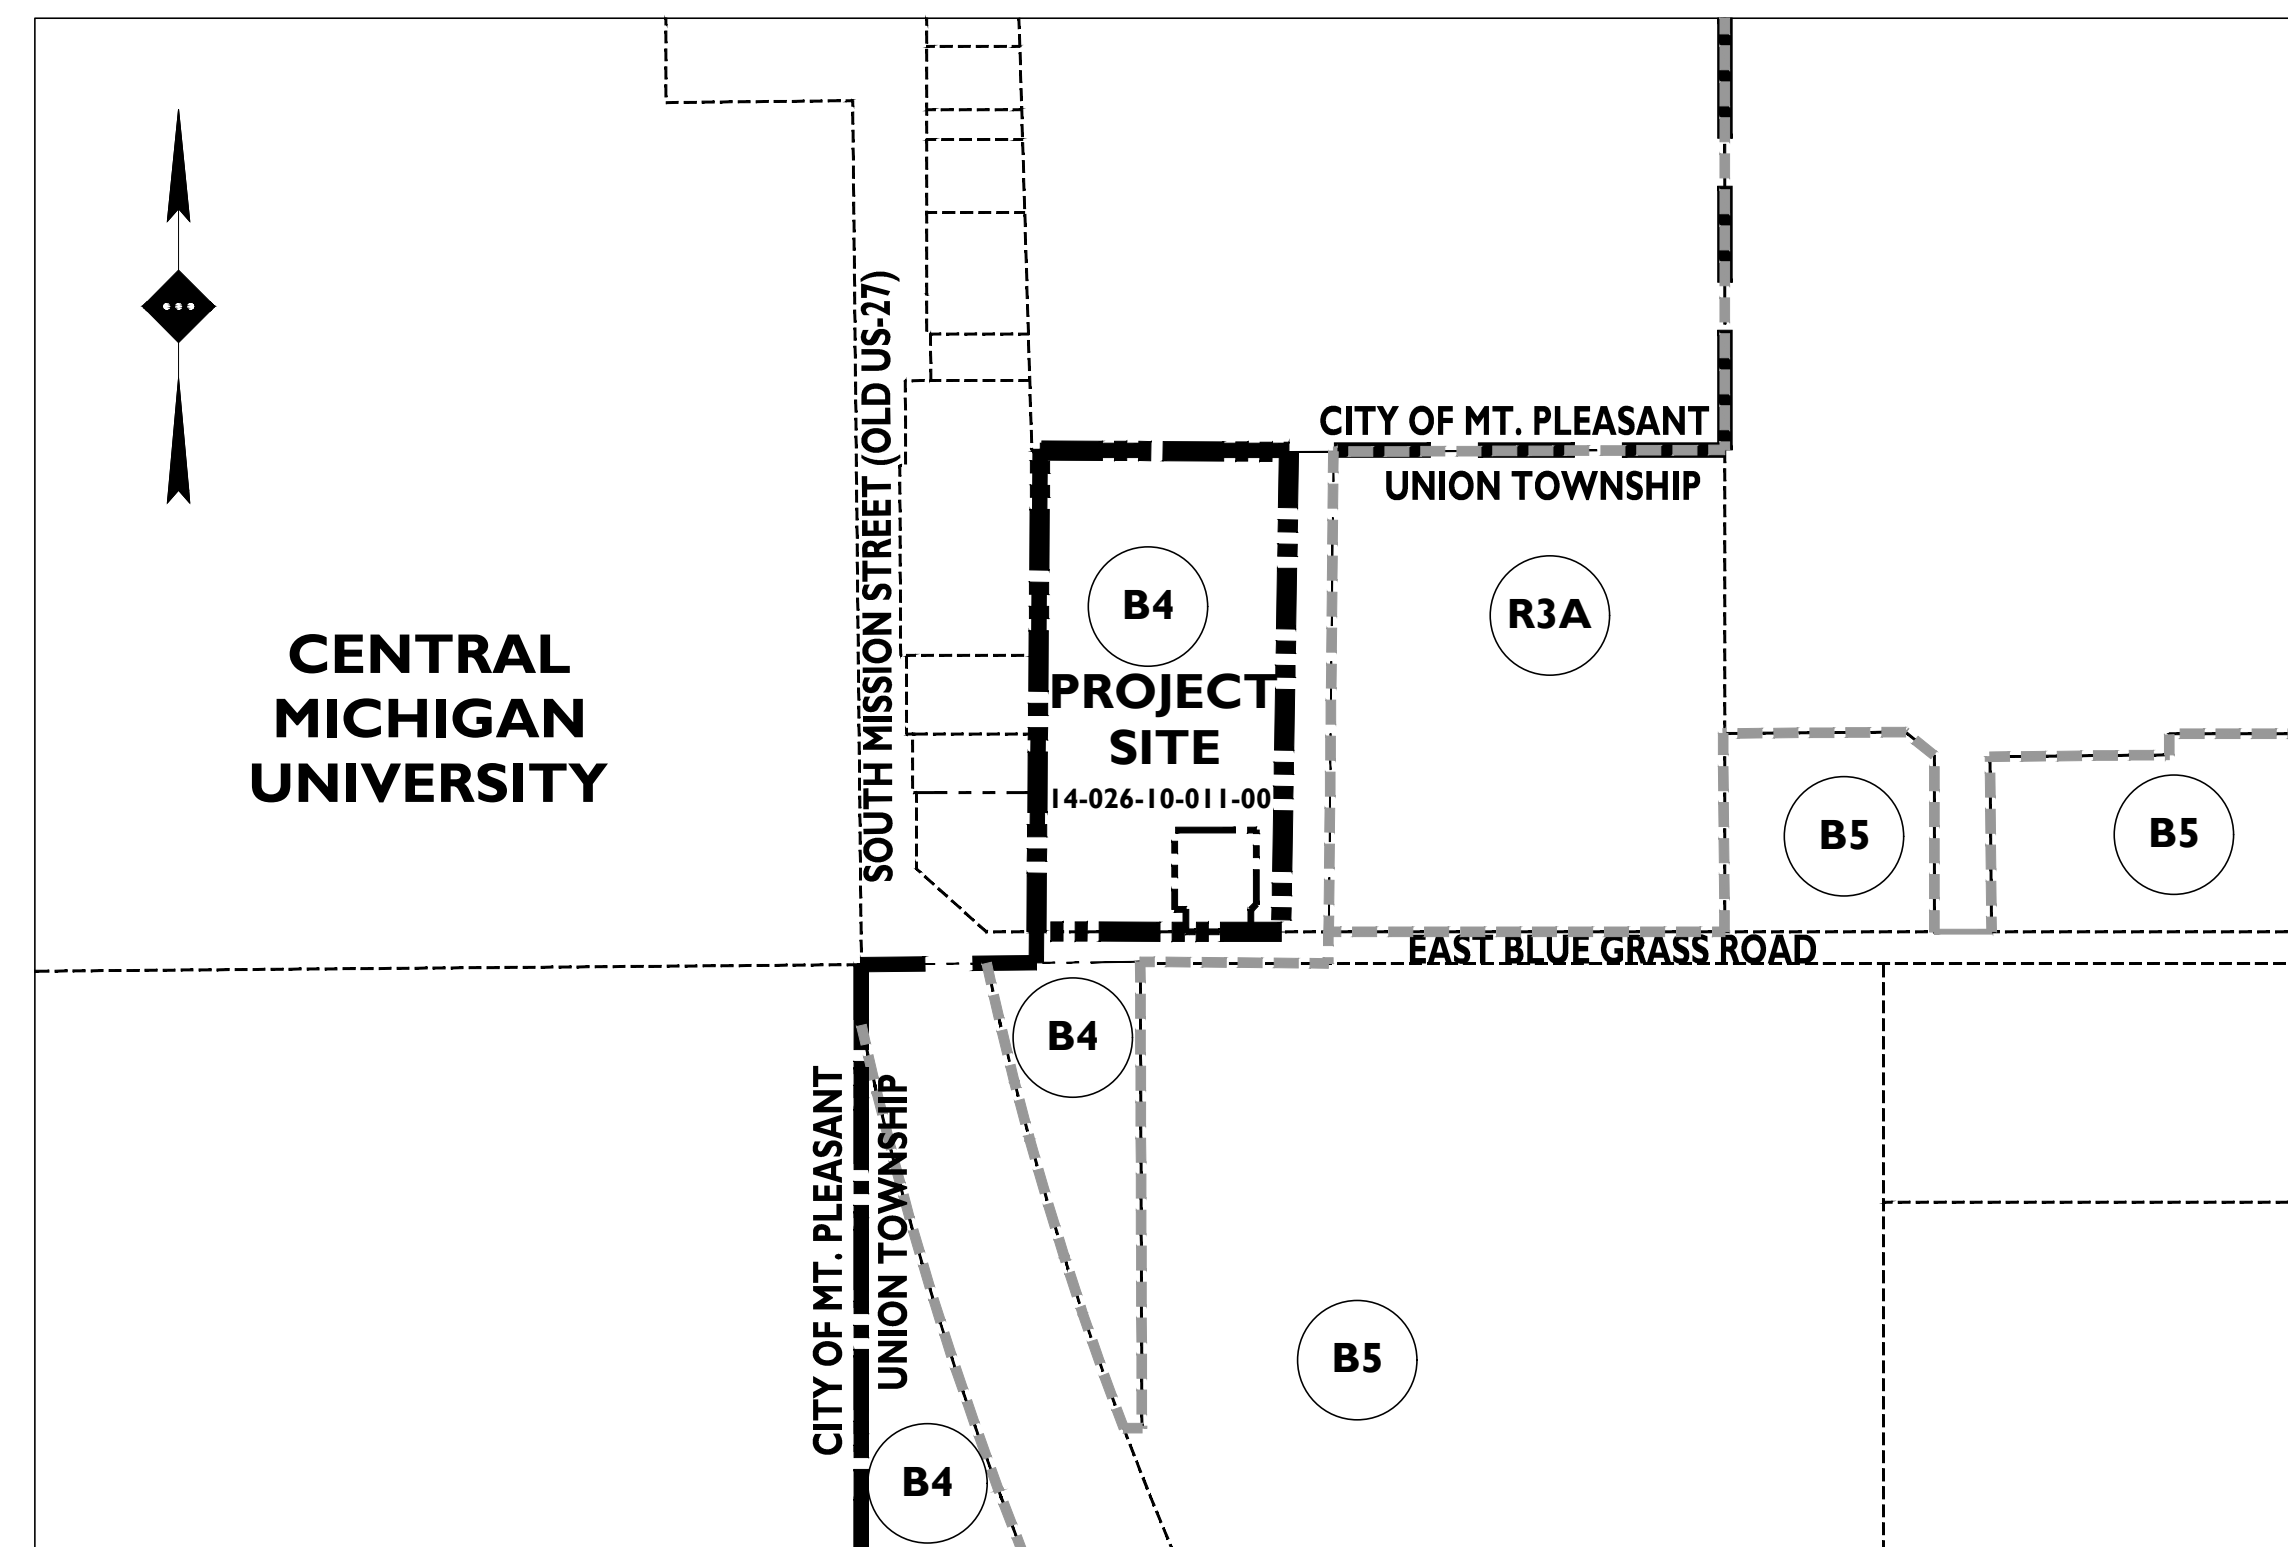 CITY OF MT. PLEASANT
UNION TOWNSHIP
SOUTH MISSION STREET (OLD US-27)
B4
R3A
CENTRAL
MICHIGAN
UNIVERSITY
PROJECT
SITE
14-026-10-011-00
B5
B5
EAST BLUE GRASS ROAD
B4
CITY OF MT. PLEASANT
UNION TOWNSHIP
B5
B4